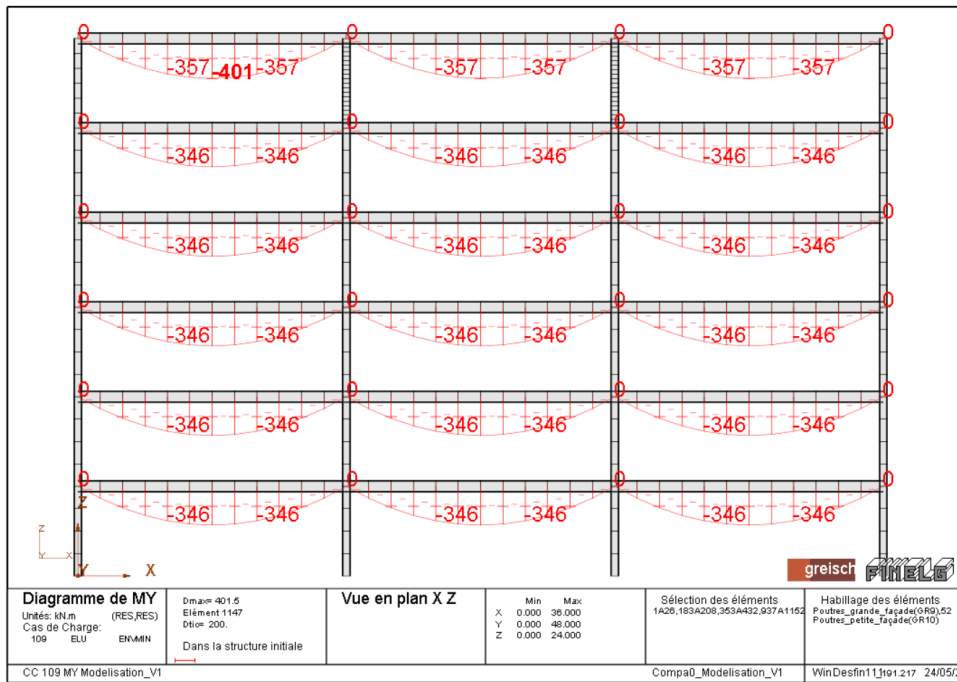 0 0 0 0
-357 -401 -357 -357 -357 -357 -357
0 0 0 0
-346 -346 -346 -346 -346 -346
0 0 0 0
-346 -346 -346 -346 -346 -346
0 0 0 0
-346 -346 -346 -346 -346 -346
0 0 0 0
-346 -346 -346 -346 -346 -346
0 0 0 0
-346 -346 -346 -346 -346 -346
Z
Z
Y X
Y X
greisch FINELG
Diagramme de MY
Unités: kN.m (RES,RES)
Cas de Charge:
109 ELU ENVMIN
Dmax= 401.5
Elément 1147
Dtio= 200.
Dans la structure initiale
Vue en plan X Z
Min Max
X 0.000 36.000
Y 0.000 48.000
Z 0.000 24.000
Sélection des éléments
1A26,183A208,353A432,937A1152
Habillage des éléments
Poutres_grande_façade(GR9),52
Poutres_petite_façade(GR10)
CC 109 MY Modelisation_V1
Compa0_Modelisation_V1
WinDesfin11 24/05/2